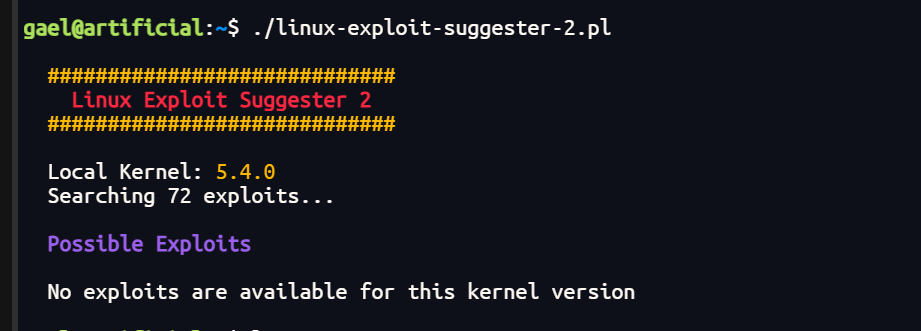 gael@artificial:~$ ./linux-exploit-suggester-2.pl
#############################
Linux Exploit Suggester 2
#############################
Local Kernel: 5.4.0
Searching 72 exploits...
Possible Exploits
No exploits are available for this kernel version